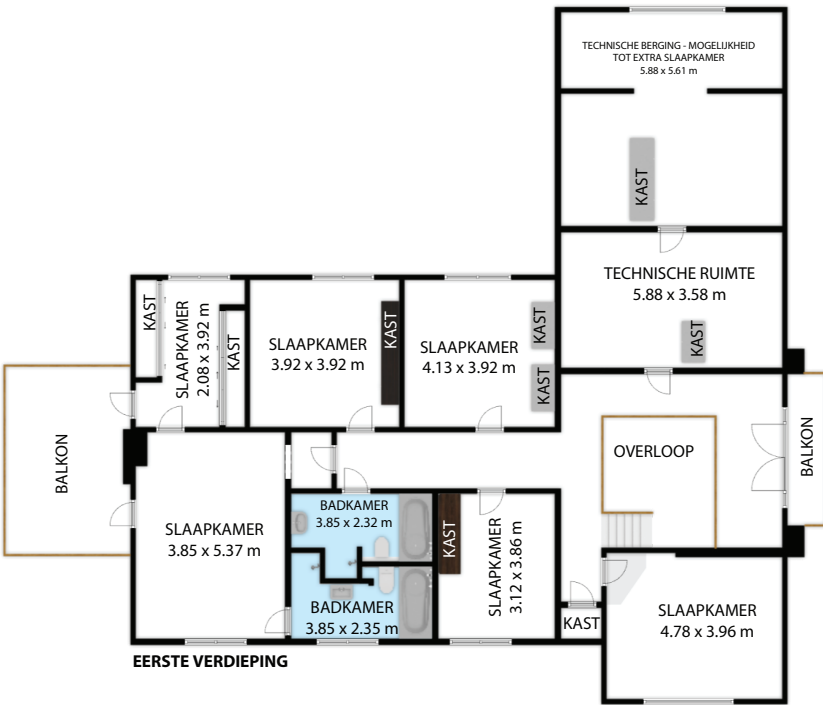 TECHNISCHE BERGING - MOGELIJKHEID
TOT EXTRA SLAAPKAMER
5.88 x 5.61 m
KAST
TECHNISCHE RUIMTE
5.88 x 3.58 m
KAST
KAST
SLAAPKAMER
2.08 x 3.92 m
KAST
SLAAPKAMER
3.92 x 3.92 m
KAST
SLAAPKAMER
4.13 x 3.92 m
KAST
KAST
BALKON
OVERLOOP
BALKON
SLAAPKAMER
3.85 x 5.37 m
BADKAMER
3.85 x 2.32 m
BADKAMER
3.85 x 2.35 m
KAST
SLAAPKAMER
3.12 x 3.86 m
KAST
SLAAPKAMER
4.78 x 3.96 m
EERSTE VERDIEPING